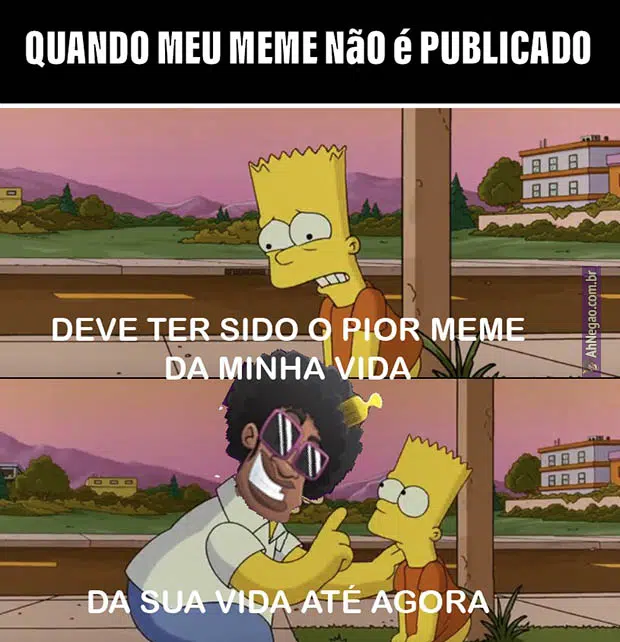 QUANDO MEU MEME Não é PUBLICADO
AhNegao.com.br
DEVE TER SIDO O PIOR MEME
DA MINHA VIDA
DA SUA VIDA ATÉ AGORA